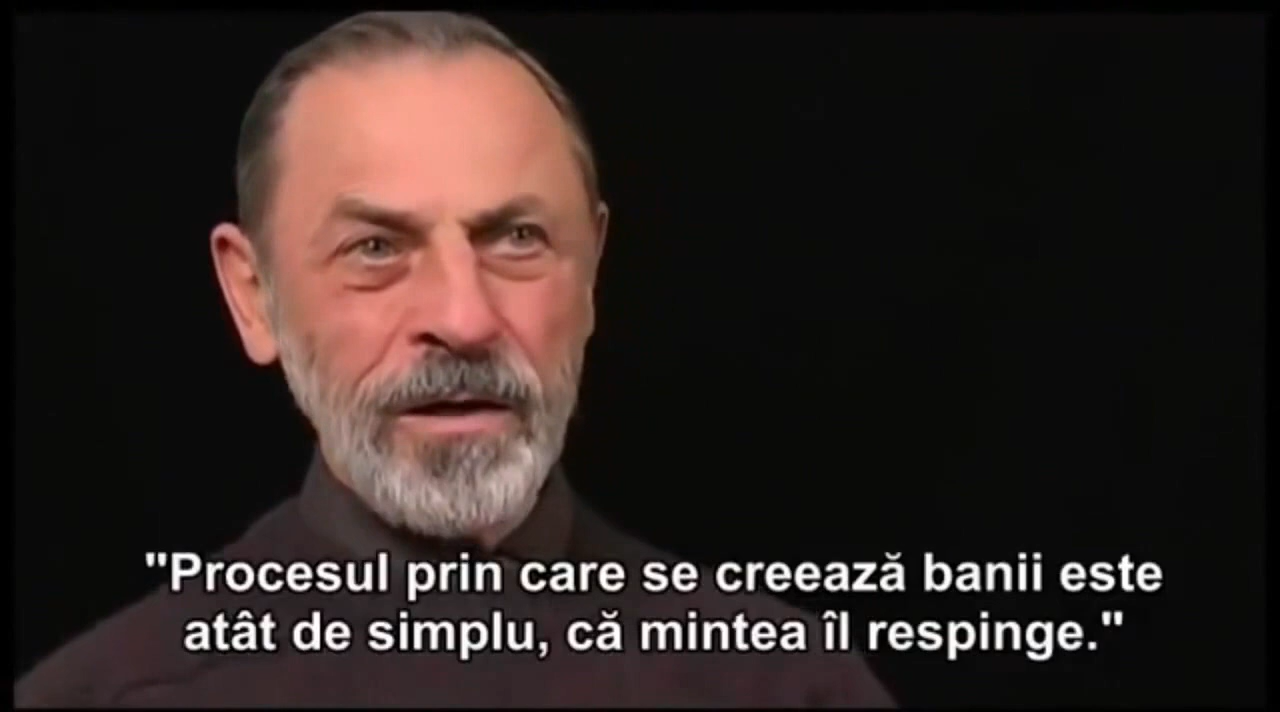 "Procesul prin care se creează banii este
atât de simplu, că mintea îl respinge."